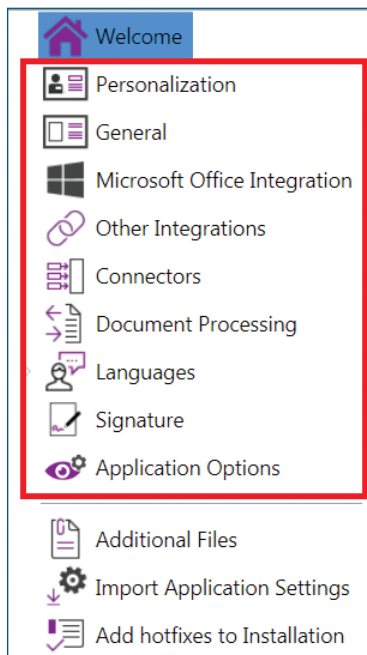 Welcome
Personalization
General
Microsoft Office Integration
Other Integrations
Connectors
Document Processing
Languages
Signature
Application Options
Additional Files
Import Application Settings
Add hotfixes to Installation